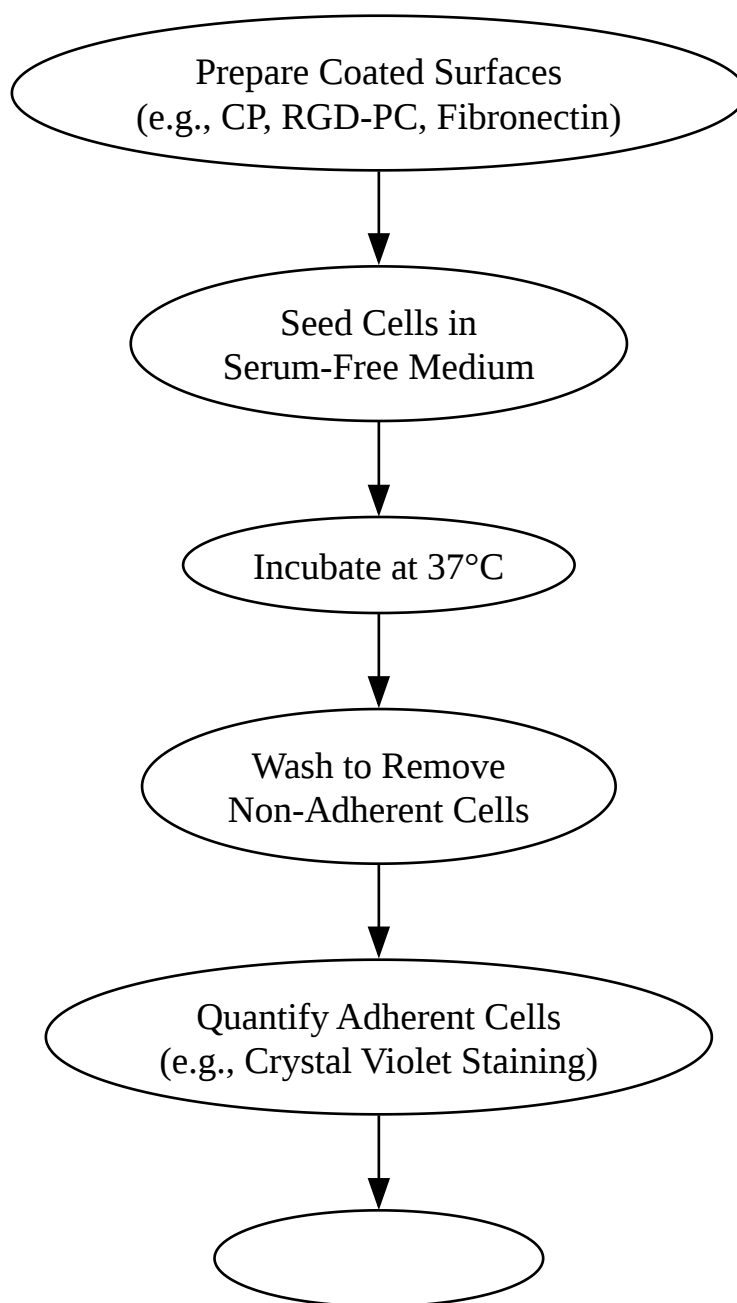 Prepare Coated Surfaces
(e.g., CP, RGD-PC, Fibronectin)
Seed Cells in
Serum-Free Medium
Incubate at 37°C
Wash to Remove
Non-Adherent Cells
Quantify Adherent Cells
(e.g., Crystal Violet Staining)